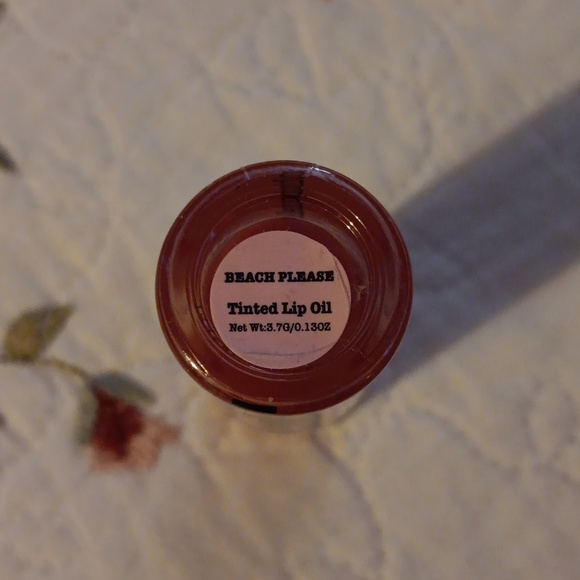 BEACH PLEASE
Tinted Lip Oil
Net Wt:3.7G/0.13OZ